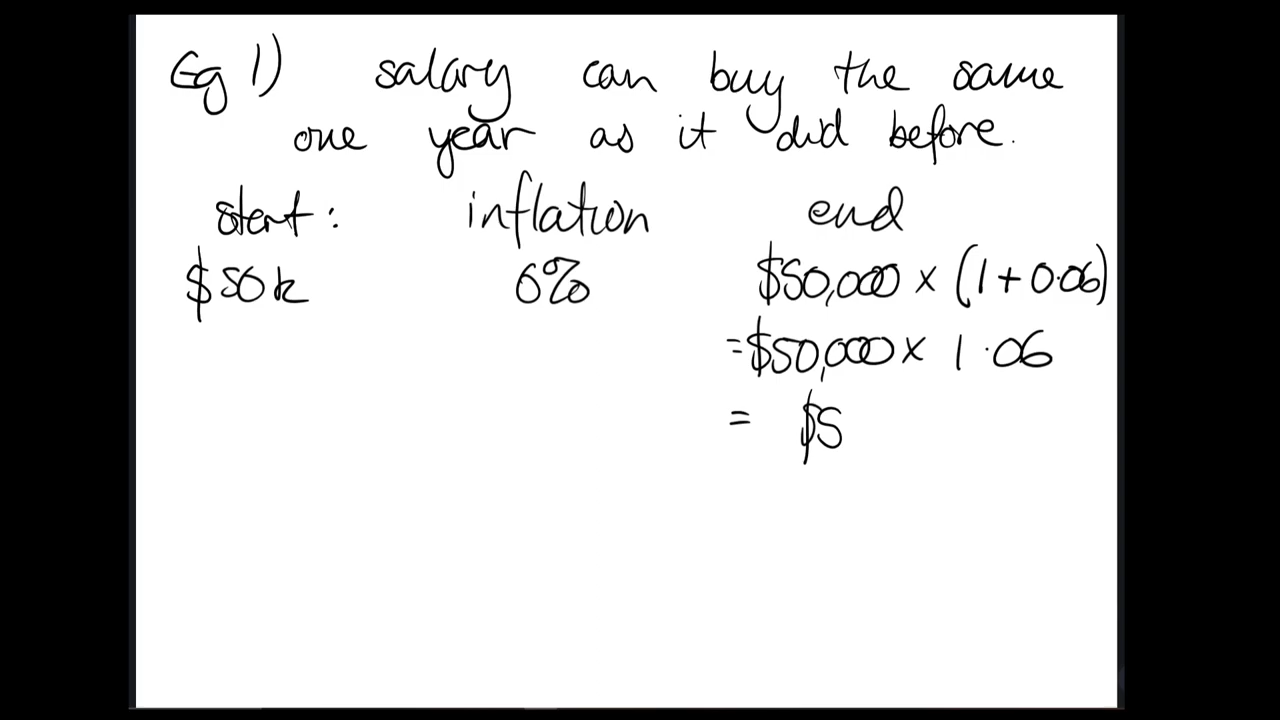 Eg 1) salary can buy the same
one year as it did before.
start: inflation end
$50k 6% $50,000 × (1+0.06)
= $50,000 × 1.06
= $5